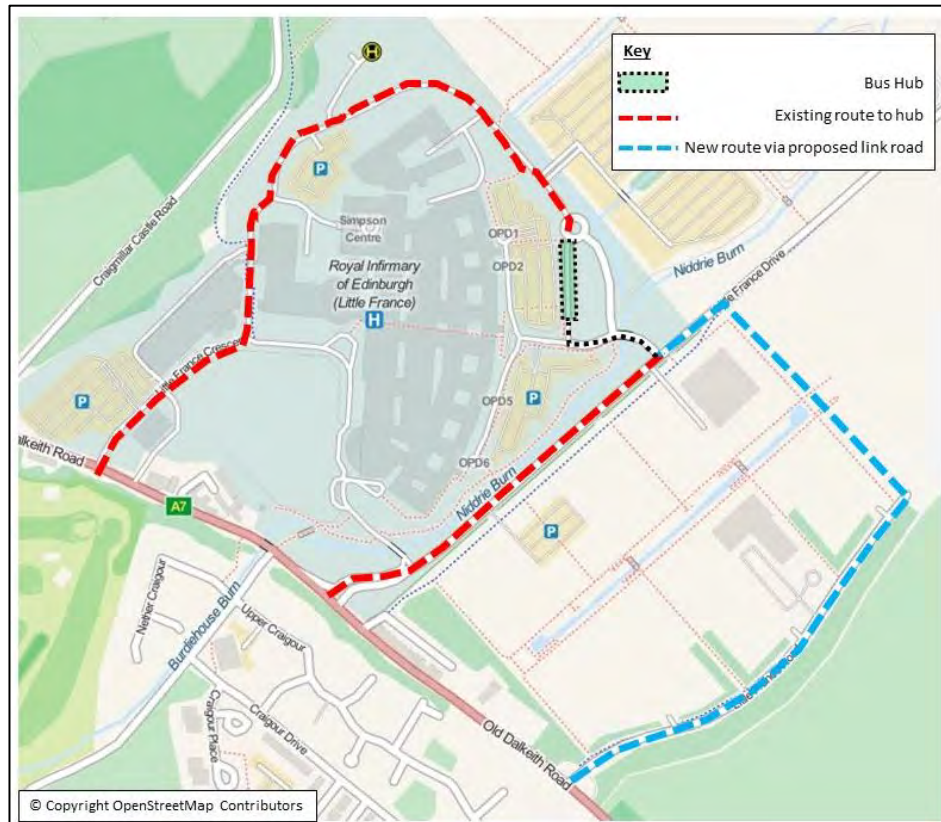 Key
Bus Hub
Existing route to hub
New route via proposed link road
H
Craigmillar Castle Road
P
Simpson
Centre
OPD1
OPD2
Royal Infirmary
of Edinburgh
(Little France)
H
Niddrie Burn
Little France Drive
Little France Crescent
P
OPD5
P
alkeith Road
OPD6
A7
Niddrie Burn
P
Nether Craigour
Burdiehouse Burn
Upper Craigour
Craigour Place
Craigour Drive
Old Dalkeith Road
© Copyright OpenStreetMap Contributors